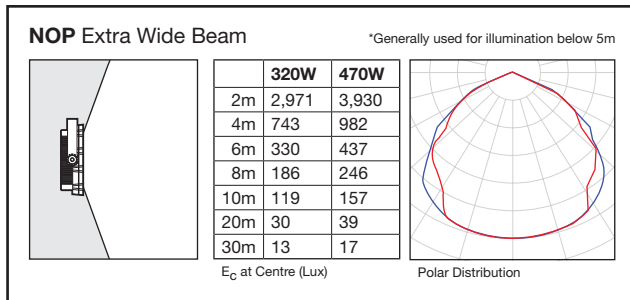 NOP Extra Wide Beam
*Generally used for illumination below 5m
320W 470W
2m 2,971 3,930
4m 743 982
6m 330 437
8m 186 246
10m 119 157
20m 30 39
30m 13 17
EC at Centre (Lux)
Polar Distribution